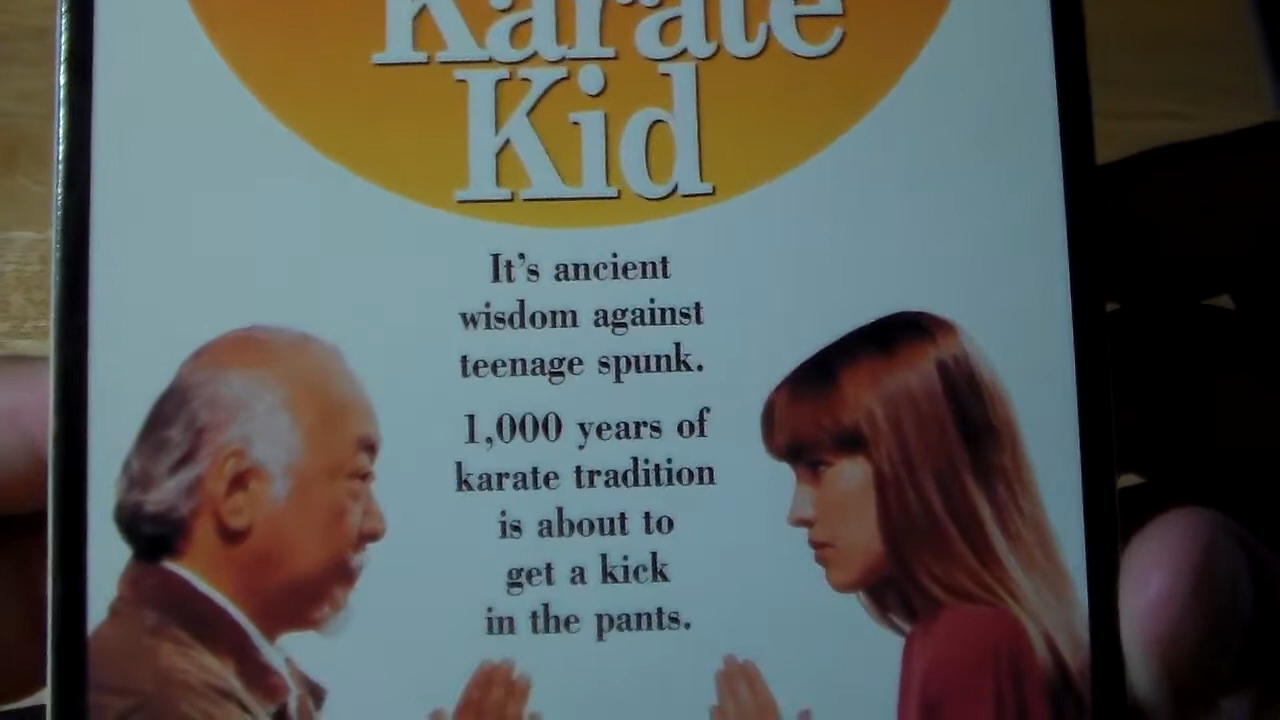 Karate
Kid
It's ancient
wisdom against
teenage spunk.
1,000 years of
karate tradition
is about to
get a kick
in the pants.